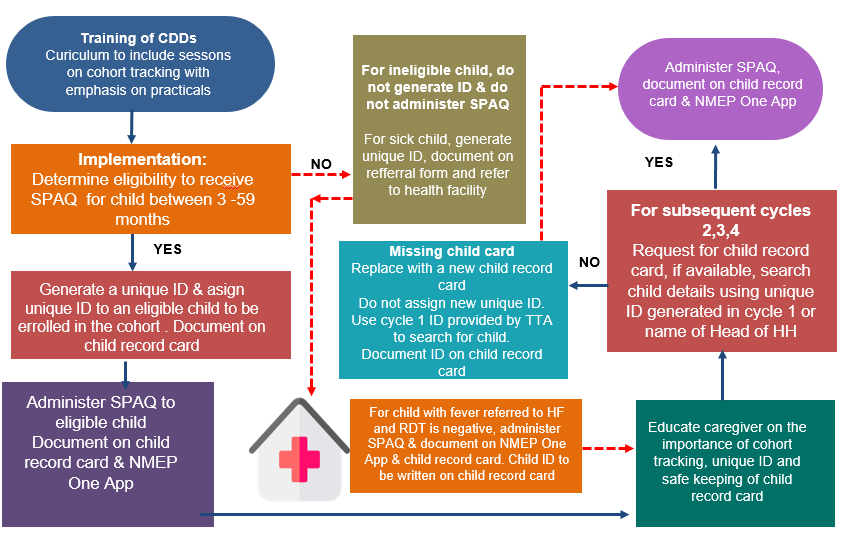 Training of CDDs
Curiculum to include sessons
on cohort tracking with
emphasis on practicals
Implementation:
Determine eligibility to receive
SPAQ for child between 3 -59
months
NO
YES
Generate a unique ID & asign
unique ID to an eligible child to be
enrolled in the cohort . Document on
child record card
Administer SPAQ to
eligible child
Document on child
record card & NMEP
One App
For ineligible child, do
not generate ID & do
not administer SPAQ
For sick child, generate
unique ID, document on
refferral form and refer
to health facility
Missing child card
Replace with a new child record
card
Do not assign new unique ID.
Use cycle 1 ID provided by TTA
to search for child.
Document ID on child record
card
For child with fever referred to HF
and RDT is negative, administer
SPAQ & document on NMEP One
App & child record card. Child ID to
be written on child record card
Educate caregiver on the
importance of cohort
tracking, unique ID and
safe keeping of child
record card
For subsequent cycles
2,3,4
Request for child record
card, if available, search
child details using unique
ID generated in cycle 1 or
name of Head of HH
NO
YES
Administer SPAQ,
document on child record
card & NMEP One App